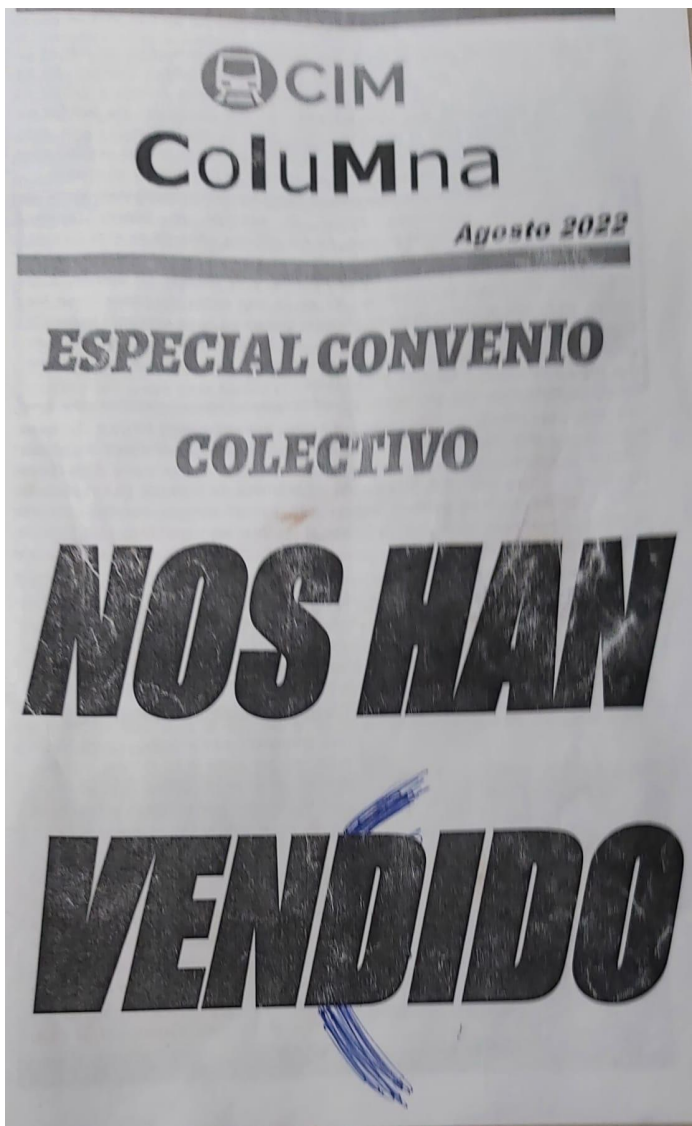 CIM
ColuMna
Agosto 2022
ESPECIAL CONVENIO
COLECTIVO
NOS HAN
VENDIDO